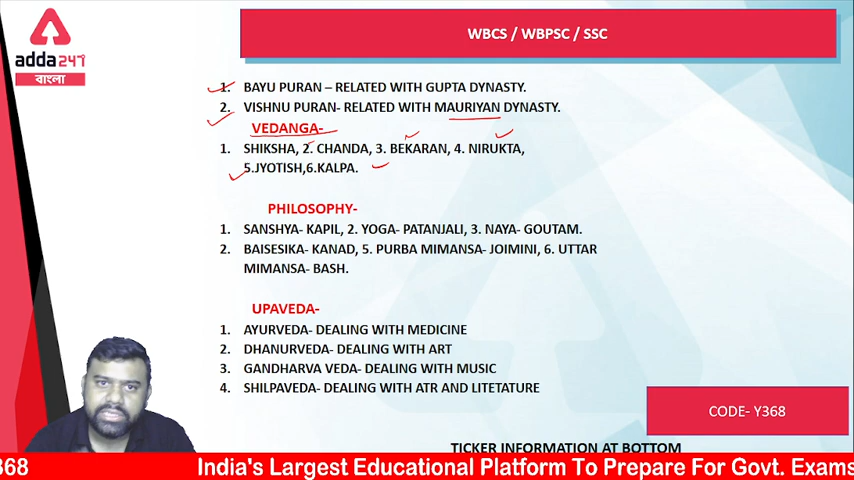 WBCS / WBPSC / SSC
adda247
বাংলা
1. BAYU PURAN – RELATED WITH GUPTA DYNASTY.
2. VISHNU PURAN- RELATED WITH MAURIYAN DYNASTY.
VEDANGA-
1. SHIKSHA, 2. CHANDA, 3. BEKARAN, 4. NIRUKTA,
5.JYOTISH,6.KALPA.
PHILOSOPHY-
1. SANSHYA- KAPIL, 2. YOGA- PATANJALI, 3. NAYA- GOUTAM.
2. BAISESIKA- KANAD, 5. PURBA MIMANSA- JOIMINI, 6. UTTAR
MIMANSA- BASH.
UPAVEDA-
1. AYURVEDA- DEALING WITH MEDICINE
2. DHANURVEDA- DEALING WITH ART
3. GANDHARVA VEDA- DEALING WITH MUSIC
4. SHILPAVEDA- DEALING WITH ATR AND LITETATURE
CODE- Y368
TICKER INFORMATION AT BOTTOM
368 India's Largest Educational Platform To Prepare For Govt. Exams